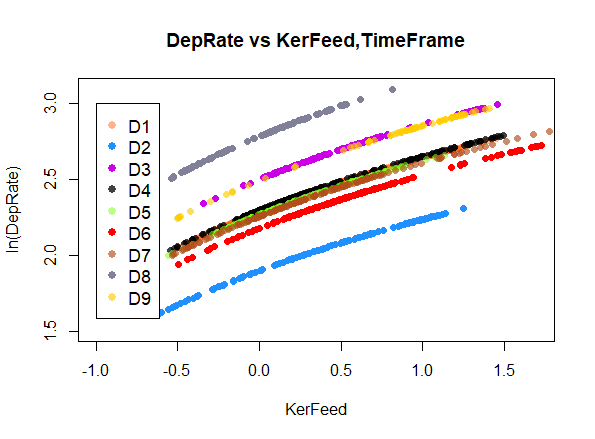 DepRate vs KerFeed,TimeFrame
ln(DepRate)
3.0
2.5
2.0
1.5
D1
D2
D3
D4
D5
D6
D7
D8
D9
-1.0 -0.5 0.0 0.5 1.0 1.5
KerFeed